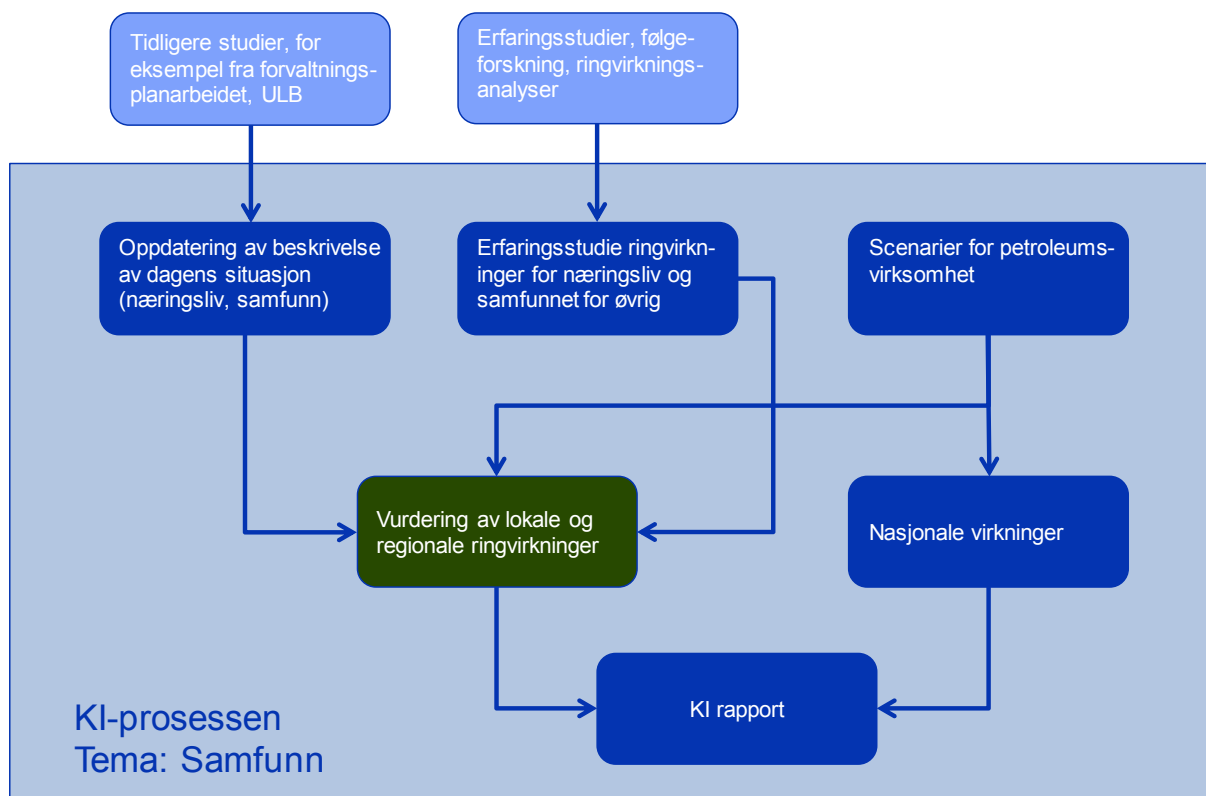 Tidligere studier, for
eksempel fra forvaltnings-
planarbeidet, ULB
Erfaringsstudier, følge-
forskning, ringvirknings-
analyser
Oppdatering av beskrivelse
av dagens situasjon
(næringsliv, samfunn)
Erfaringsstudie ringvirkn-
inger for næringsliv og
samfunnet for øvrig
Scenarier for petroleums-
virksomhet
Vurdering av lokale og
regionale ringvirkninger
Nasjonale virkninger
KI rapport
KI-prosessen
Tema: Samfunn